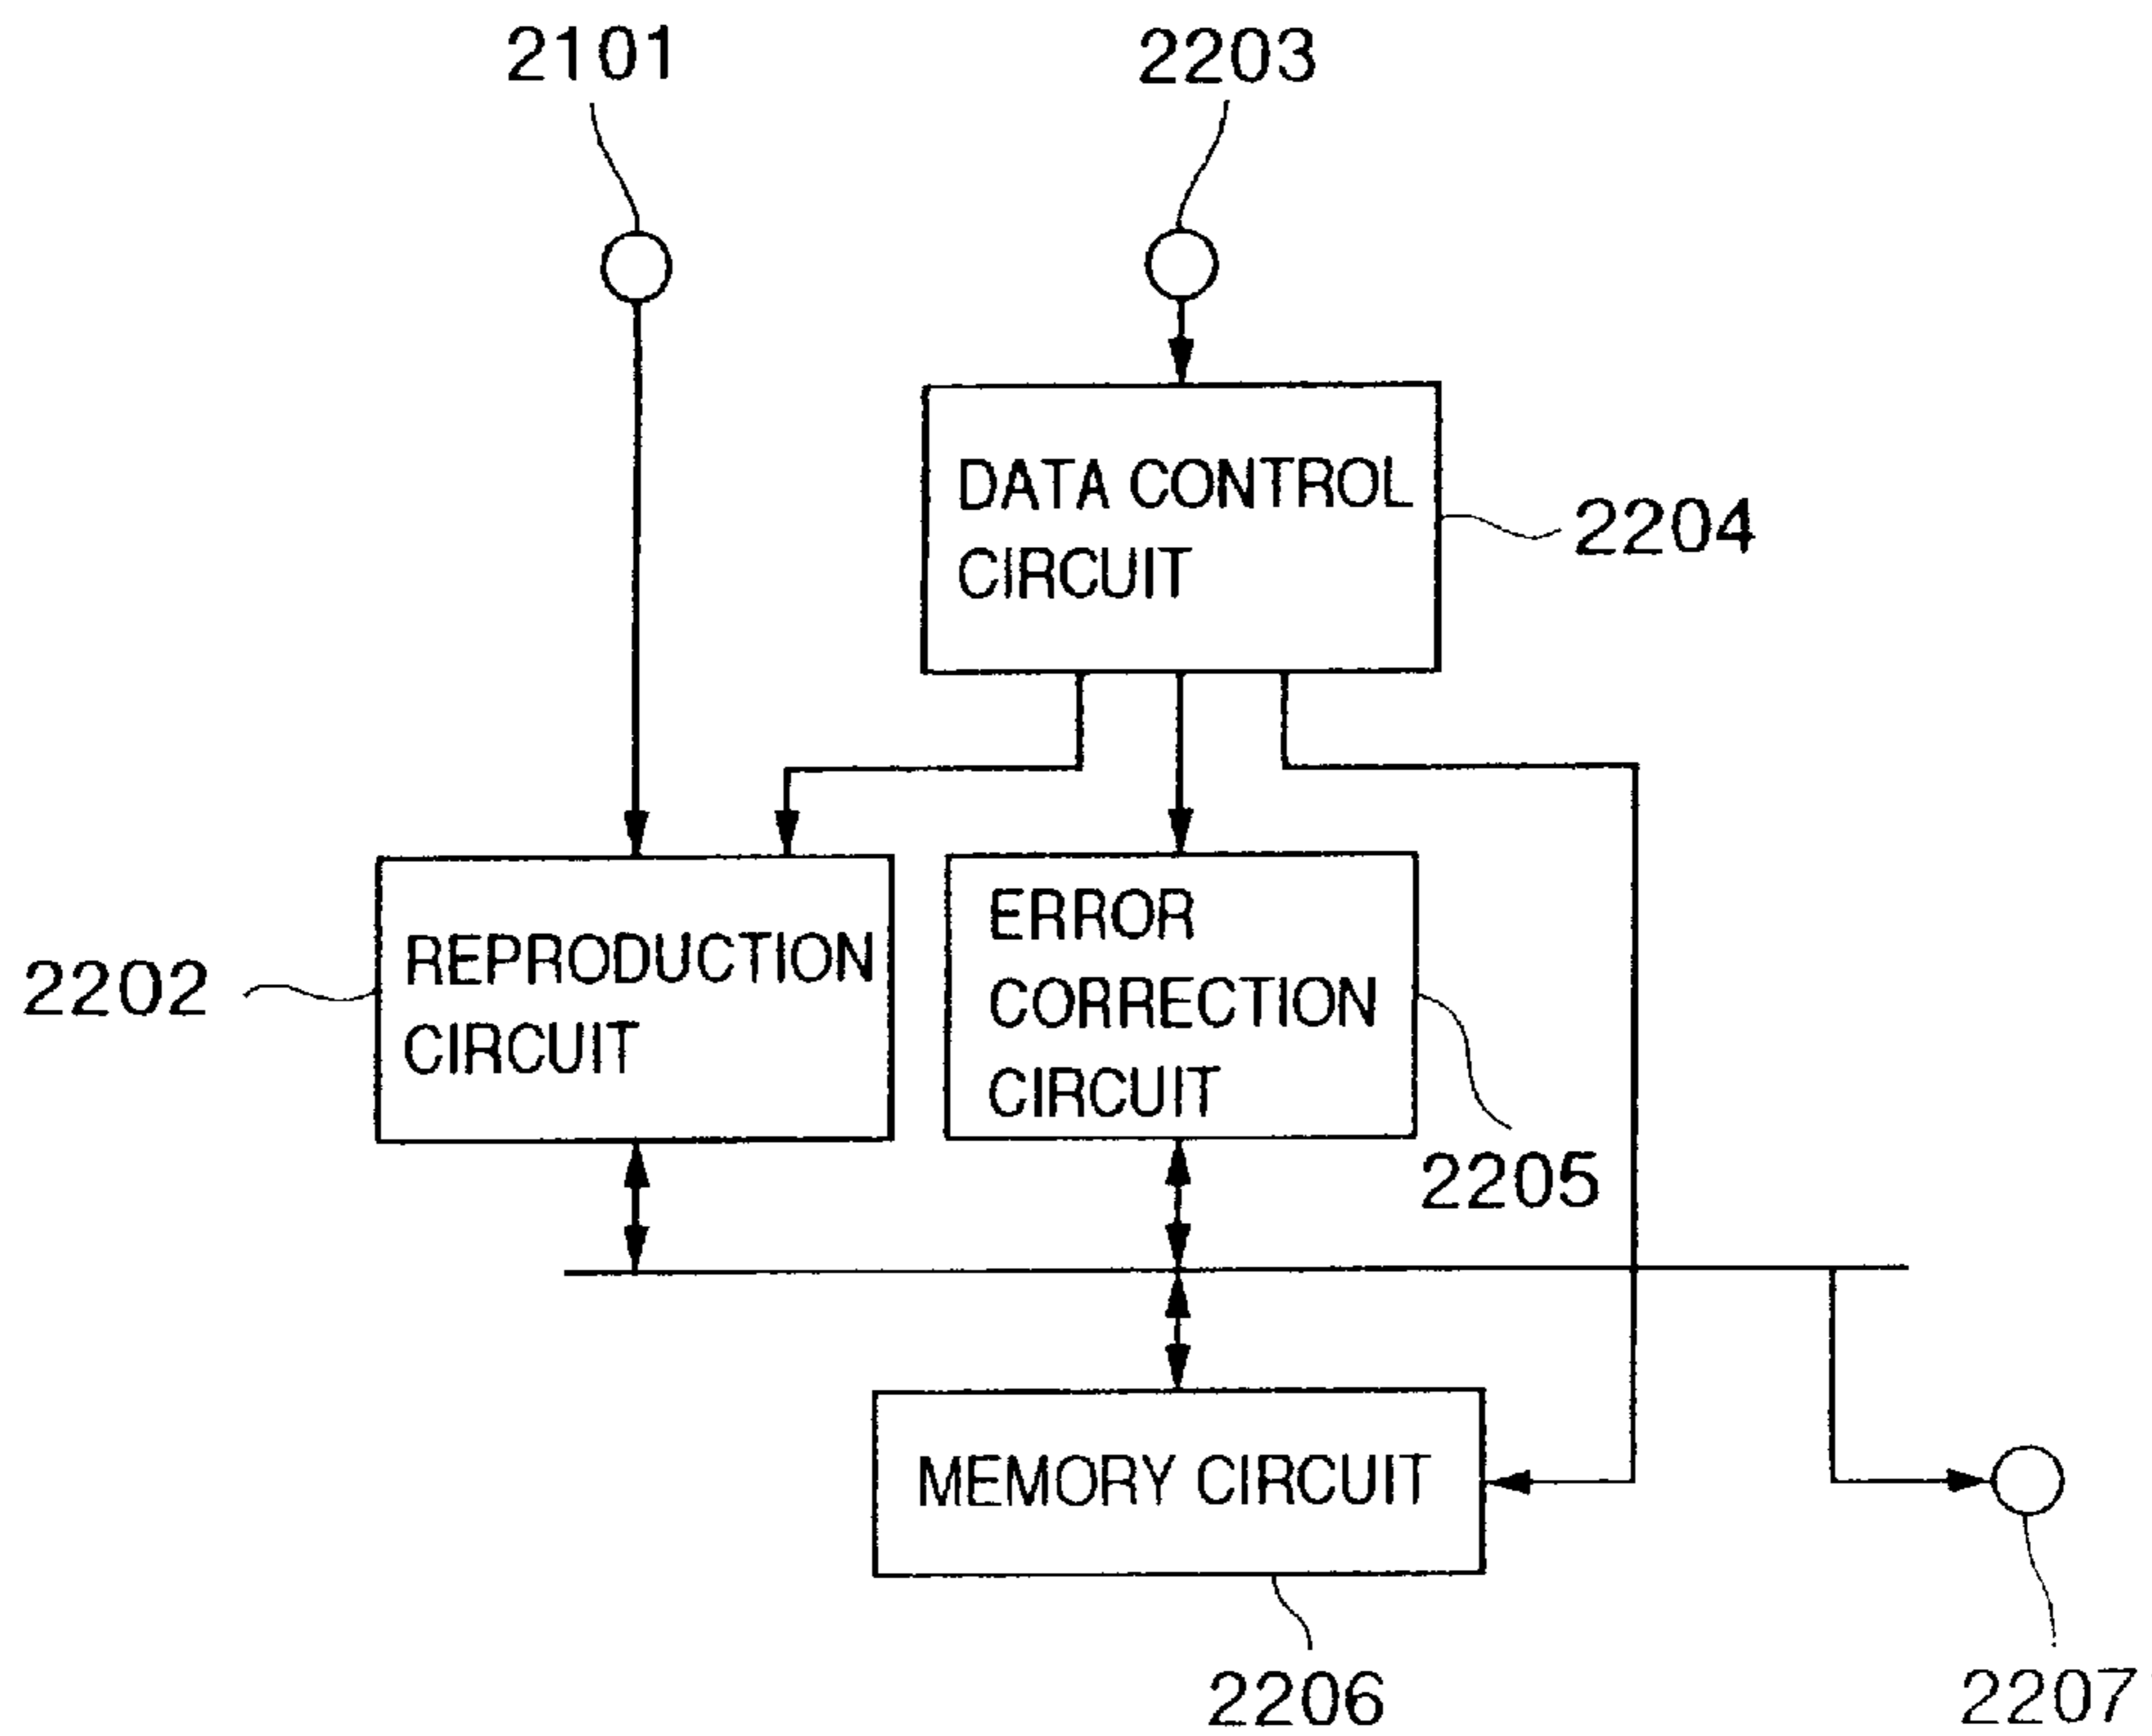 2101
2203
DATA CONTROL
CIRCUIT
2204
REPRODUCTION
CIRCUIT
2202
ERROR
CORRECTION
CIRCUIT
2205
MEMORY CIRCUIT
2206
2207